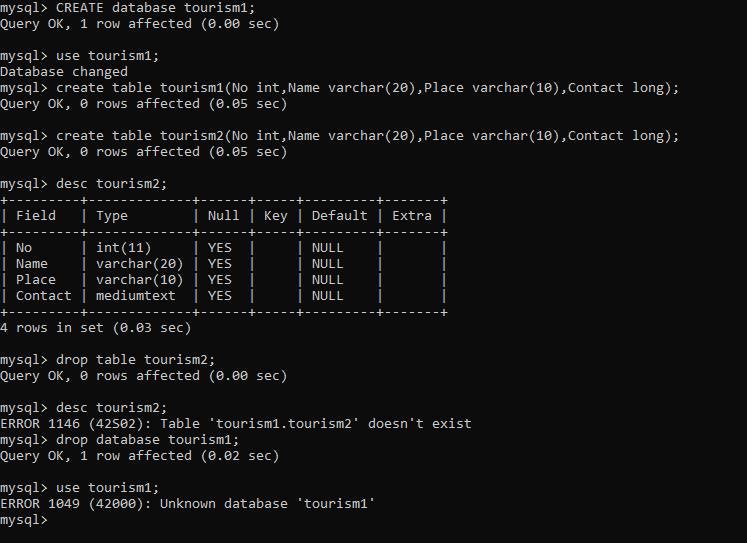 mysql> CREATE database tourism1;
Query OK, 1 row affected (0.00 sec)
mysql> use tourism1;
Database changed
mysql> create table tourism1(No int,Name varchar(20),Place varchar(10),Contact long);
Query OK, 0 rows affected (0.05 sec)
mysql> create table tourism2(No int,Name varchar(20),Place varchar(10),Contact long);
Query OK, 0 rows affected (0.05 sec)
mysql> desc tourism2;
+---------+-------------+------+-----+---------+-------+
| Field   | Type        | Null | Key | Default | Extra |
+---------+-------------+------+-----+---------+-------+
| No      | int(11)     | YES  |     | NULL    |       |
| Name    | varchar(20) | YES  |     | NULL    |       |
| Place   | varchar(10) | YES  |     | NULL    |       |
| Contact | mediumtext  | YES  |     | NULL    |       |
+---------+-------------+------+-----+---------+-------+
4 rows in set (0.03 sec)
mysql> drop table tourism2;
Query OK, 0 rows affected (0.00 sec)
mysql> desc tourism2;
ERROR 1146 (42S02): Table 'tourism1.tourism2' doesn't exist
mysql> drop database tourism1;
Query OK, 1 row affected (0.02 sec)
mysql> use tourism1;
ERROR 1049 (42000): Unknown database 'tourism1'
mysql>